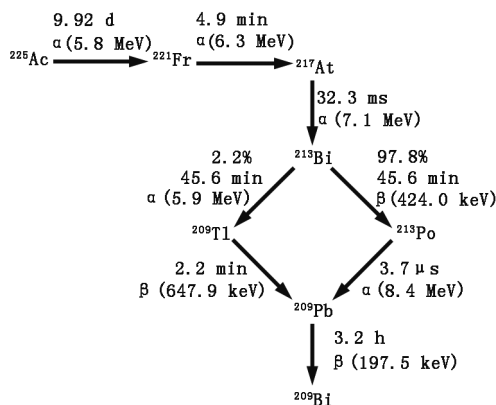 9.92 d
4.9 min
α(5.8 MeV)
α(6.3 MeV)
²²⁵Ac
²²¹Fr
²¹⁷At
32.3 ms
α(7.1 MeV)
2.2%
²¹³Bi
97.8%
45.6 min
45.6 min
α(5.9 MeV)
β(424.0 keV)
²⁰⁹Tl
²¹³Po
2.2 min
3.7 μs
β(647.9 keV)
α(8.4 MeV)
²⁰⁹Pb
3.2 h
β(197.5 keV)
²⁰⁹Bi